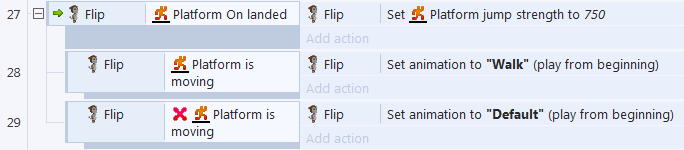 27 Flip Platform On landed Flip Set Platform jump strength to 750
Add action
28 Flip Platform is moving Flip Set animation to "Walk" (play from beginning)
Add action
29 Flip Platform is moving Flip Set animation to "Default" (play from beginning)
Add action